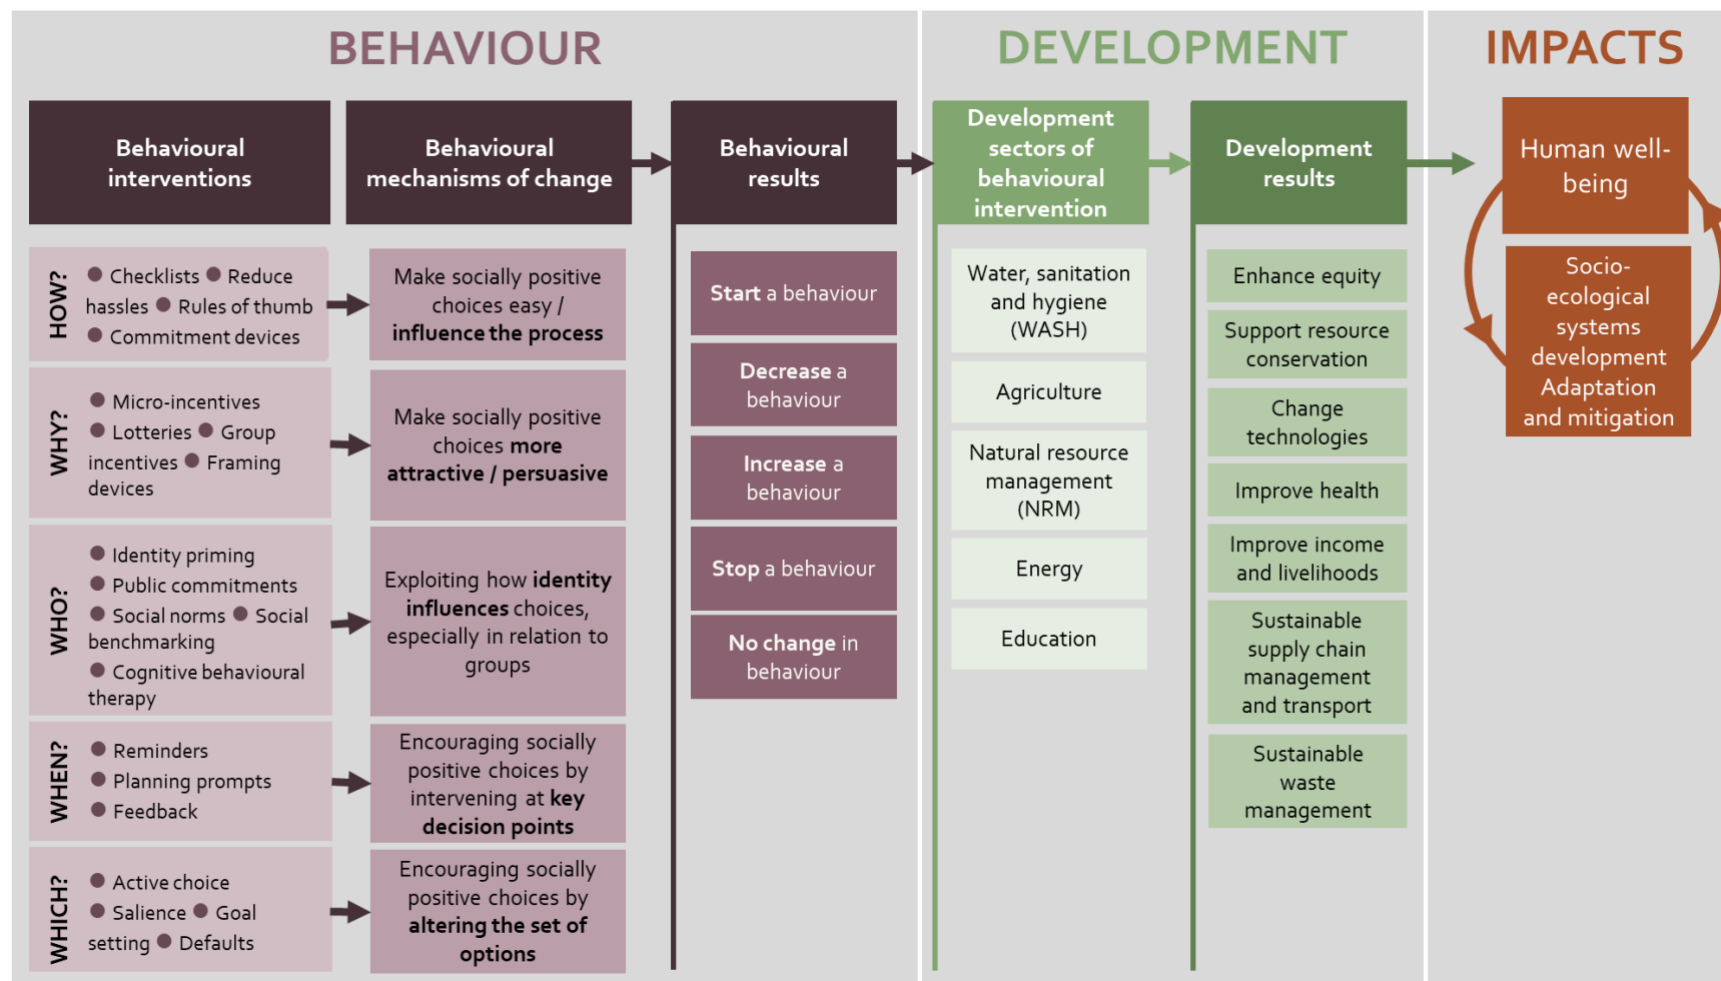 BEHAVIOUR
DEVELOPMENT
IMPACTS
Behavioural
interventions
Behavioural
mechanisms of change
Behavioural
results
Development
sectors of
behavioural
intervention
Development
results
Human well-
being
HOW?
● Checklists ● Reduce
hassles ● Rules of thumb
● Commitment devices
Make socially positive
choices easy /
influence the process
WHY?
● Micro-incentives
● Lotteries ● Group
incentives ● Framing
devices
Make socially positive
choices more
attractive / persuasive
WHO?
● Identity priming
● Public commitments
● Social norms ● Social
benchmarking
● Cognitive behavioural
therapy
Exploiting how identity
influences choices,
especially in relation to
groups
WHEN?
● Reminders
● Planning prompts
● Feedback
Encouraging socially
positive choices by
intervening at key
decision points
WHICH?
● Active choice
● Salience ● Goal
setting ● Defaults
Encouraging socially
positive choices by
altering the set of
options
Start a behaviour
Decrease a
behaviour
Increase a
behaviour
Stop a behaviour
No change in
behaviour
Water, sanitation
and hygiene
(WASH)
Agriculture
Natural resource
management
(NRM)
Energy
Education
Enhance equity
Support resource
conservation
Change
technologies
Improve health
Improve income
and livelihoods
Sustainable
supply chain
management
and transport
Sustainable
waste
management
Socio-
ecological
systems
development
Adaptation
and mitigation